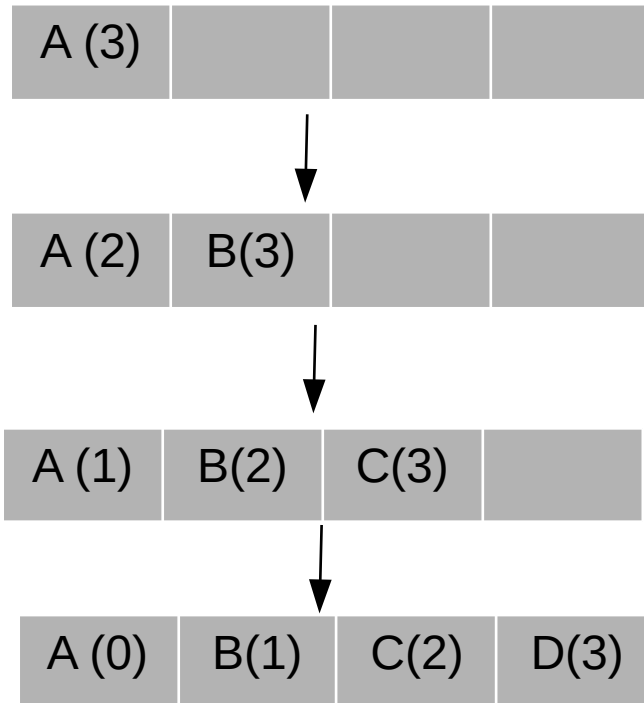 A (3)
A (2) B(3)
A (1) B(2) C(3)
A (0) B(1) C(2) D(3)